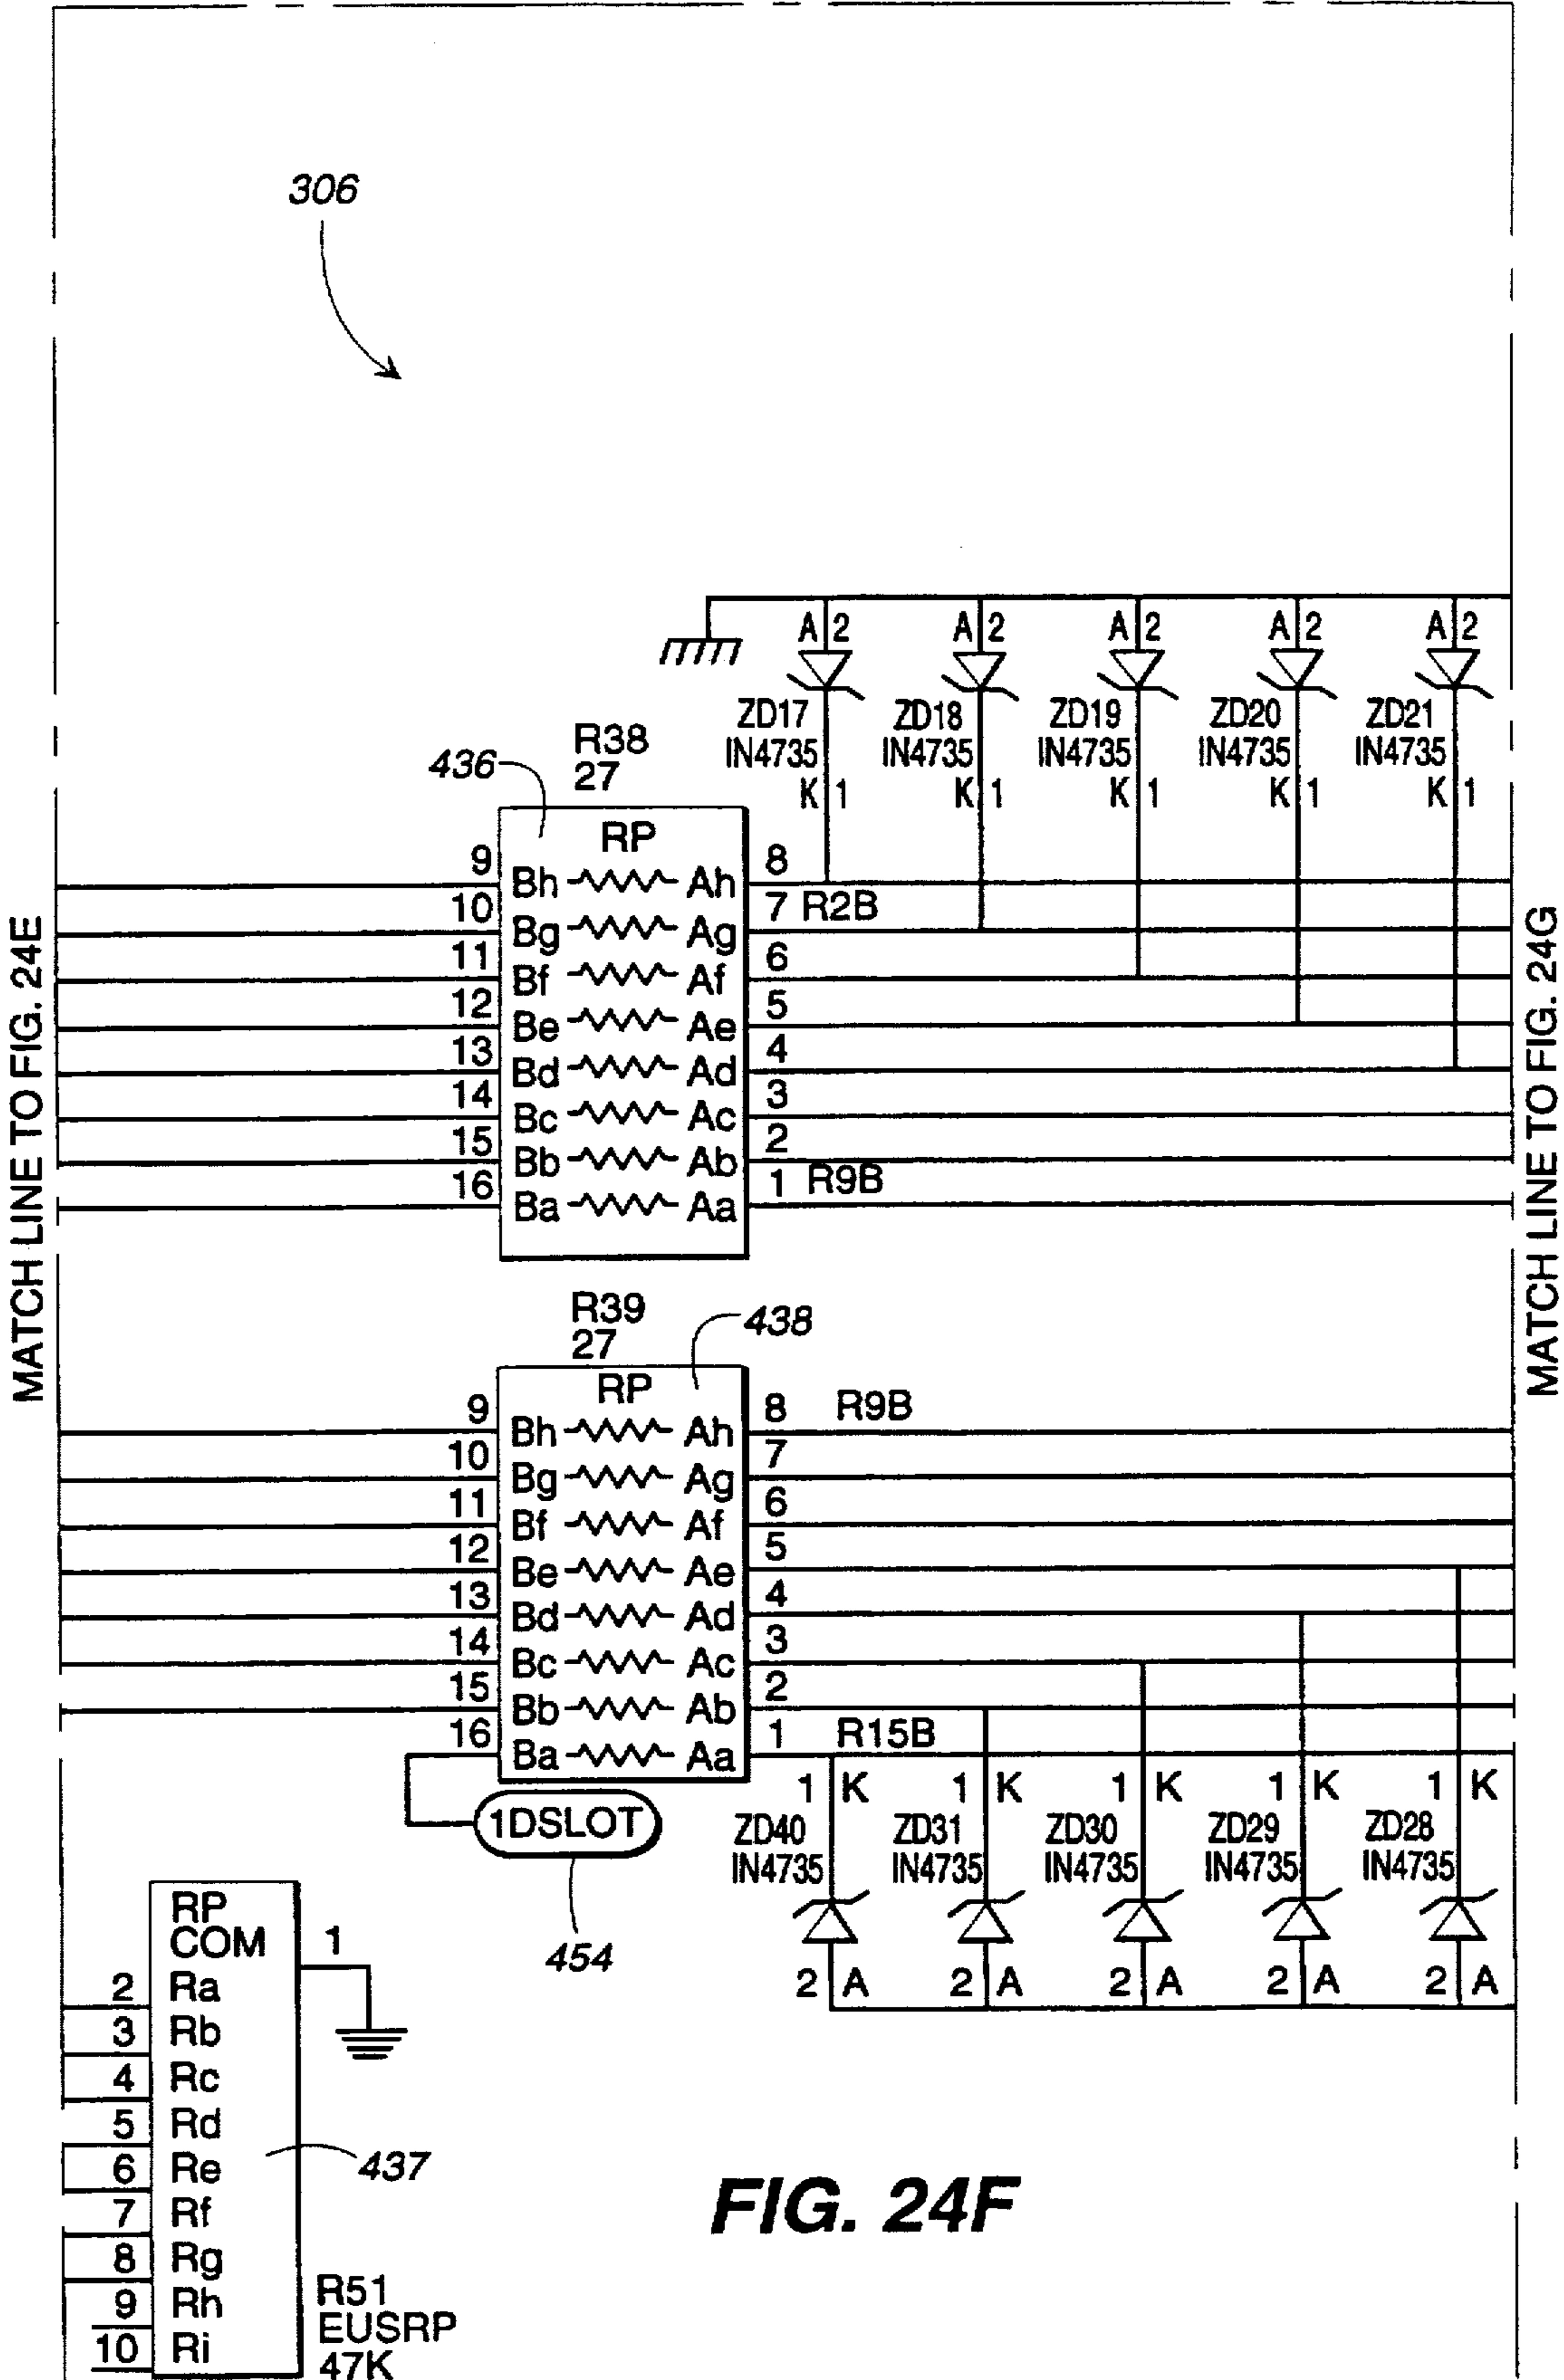 306
A 2 A 2 A 2 A 2 A 2
ZD17 ZD18 ZD19 ZD20 ZD21
IN4735 IN4735 IN4735 IN4735 IN4735
K 1 K 1 K 1 K 1 K 1
R38
27
436
RP
9 Bh Ah 8
10 Bg Ag 7 R2B
11 Bf Af 6
12 Be Ae 5
13 Bd Ad 4
14 Bc Ac 3
15 Bb Ab 2
16 Ba Aa 1 R9B
MATCH LINE TO FIG. 24E
MATCH LINE TO FIG. 24G
R39
27
438
RP
9 Bh Ah 8 R9B
10 Bg Ag 7
11 Bf Af 6
12 Be Ae 5
13 Bd Ad 4
14 Bc Ac 3
15 Bb Ab 2
16 Ba Aa 1 R15B
1DSLOT
454
1 K 1 K 1 K 1 K 1 K
ZD40 ZD31 ZD30 ZD29 ZD28
IN4735 IN4735 IN4735 IN4735 IN4735
2 A 2 A 2 A 2 A 2 A
RP
COM 1
2 Ra
3 Rb
4 Rc
5 Rd
6 Re
7 Rf
8 Rg
9 Rh
10 Ri
437
R51
EUSRP
47K
FIG. 24F